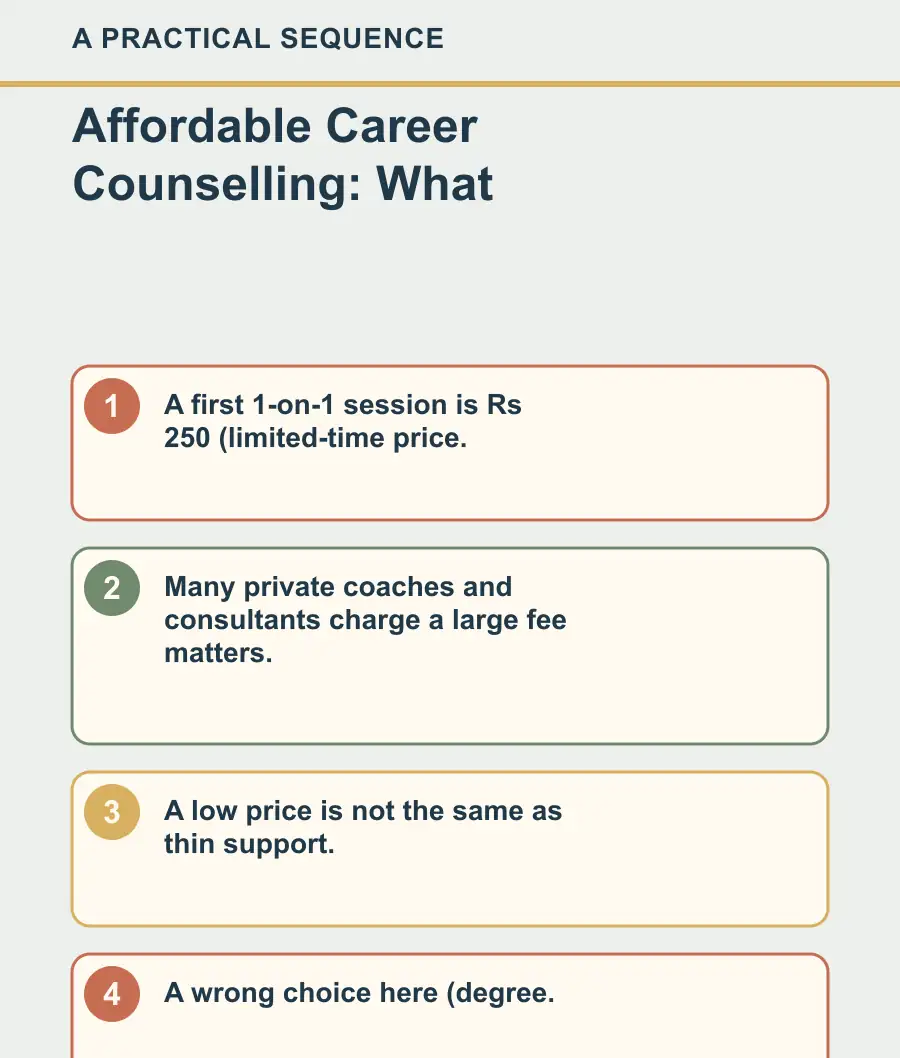 A PRACTICAL SEQUENCE
Affordable Career
Counselling: What
1
A first 1-on-1 session is Rs
250 (limited-time price.
2
Many private coaches and
consultants charge a large fee
matters.
3
A low price is not the same as
thin support.
4
A wrong choice here (degree.